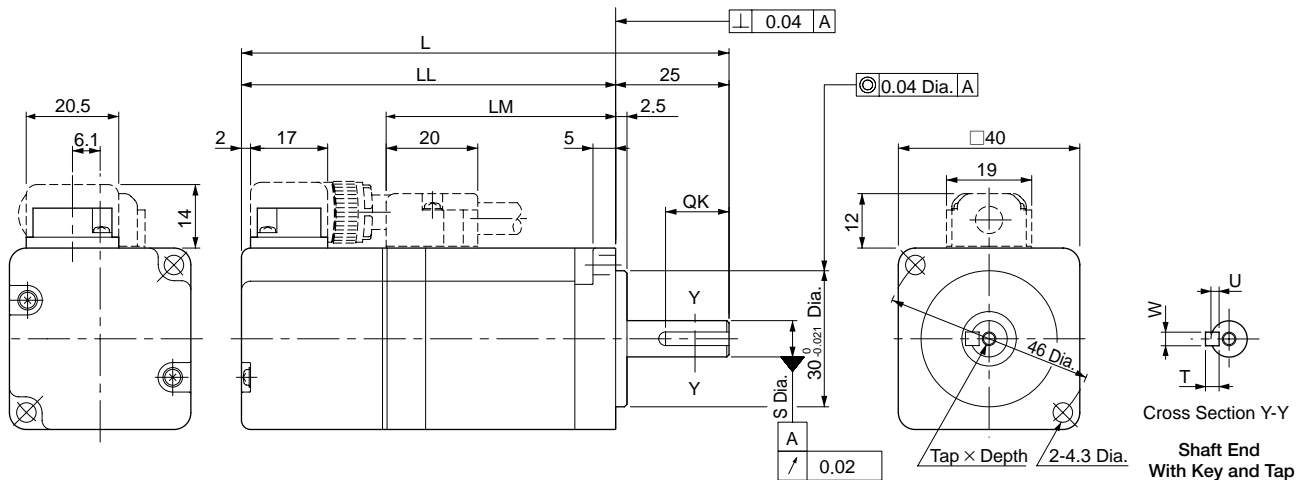 ⊥ 0.04 A
L
LL
25
◎ 0.04 Dia. A
LM
2.5
20.5
6.1
2
17
20
5
□40
19
14
QK
12
Y
Y
S Dia.
30 0 -0.021 Dia.
A
↗ 0.02
46 Dia.
Tap × Depth
2-4.3 Dia.
U
W
T
Cross Section Y-Y
Shaft End
With Key and Tap